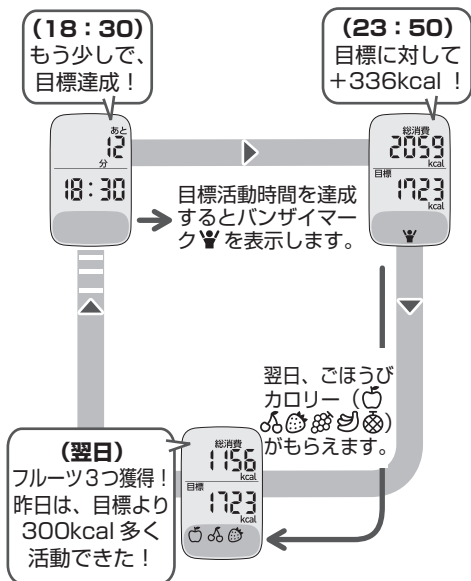 (18：30)
もう少しで、
目標達成！
(23：50)
目標に対して
＋336kcal ！
あと
12
分
18:30
総消費
2059
kcal
目標
1723
kcal
目標活動時間を達成
するとバンザイマー
クを表示します。
翌日、ごほうび
カロリー（
）
がもらえます。
(翌日)
フルーツ3つ獲得！
昨日は、目標より
300kcal 多く
活動できた！
総消費
1156
kcal
目標
1723
kcal